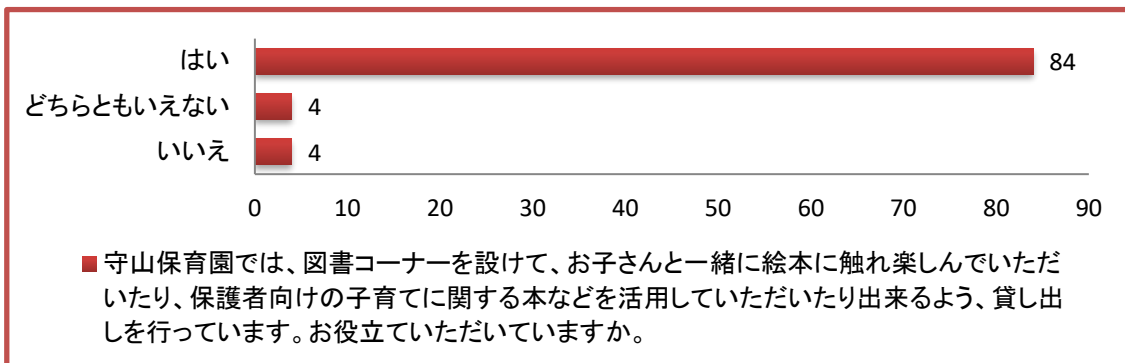 はい 84
どちらともいえない 4
いいえ 4
0 10 20 30 40 50 60 70 80 90
守山保育園では、図書コーナーを設けて、お子さんと一緒に絵本に触れ楽しんでいただ
いたり、保護者向けの子育てに関する本などを活用していただいたり出来るよう、貸し出
しを行っています。お役立ていただいていますか。